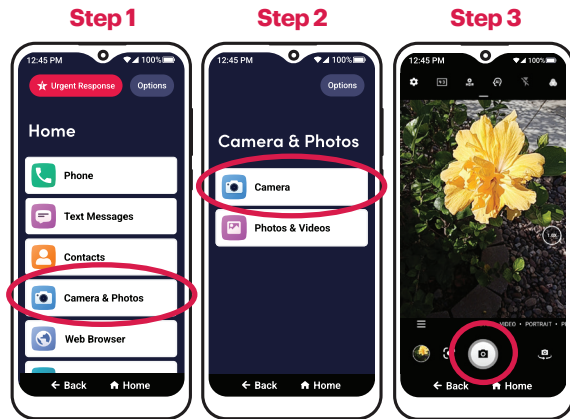 Step 1
Step 2
Step 3
12:45 PM
100%
Urgent Response
Options
Home
Phone
Text Messages
Contacts
Camera & Photos
Web Browser
Back
Home
12:45 PM
100%
Options
Camera & Photos
Camera
Photos & Videos
Back
Home
12:45 PM
100%
4:3
1.0X
VIDEO • PORTRAIT •
Back
Home